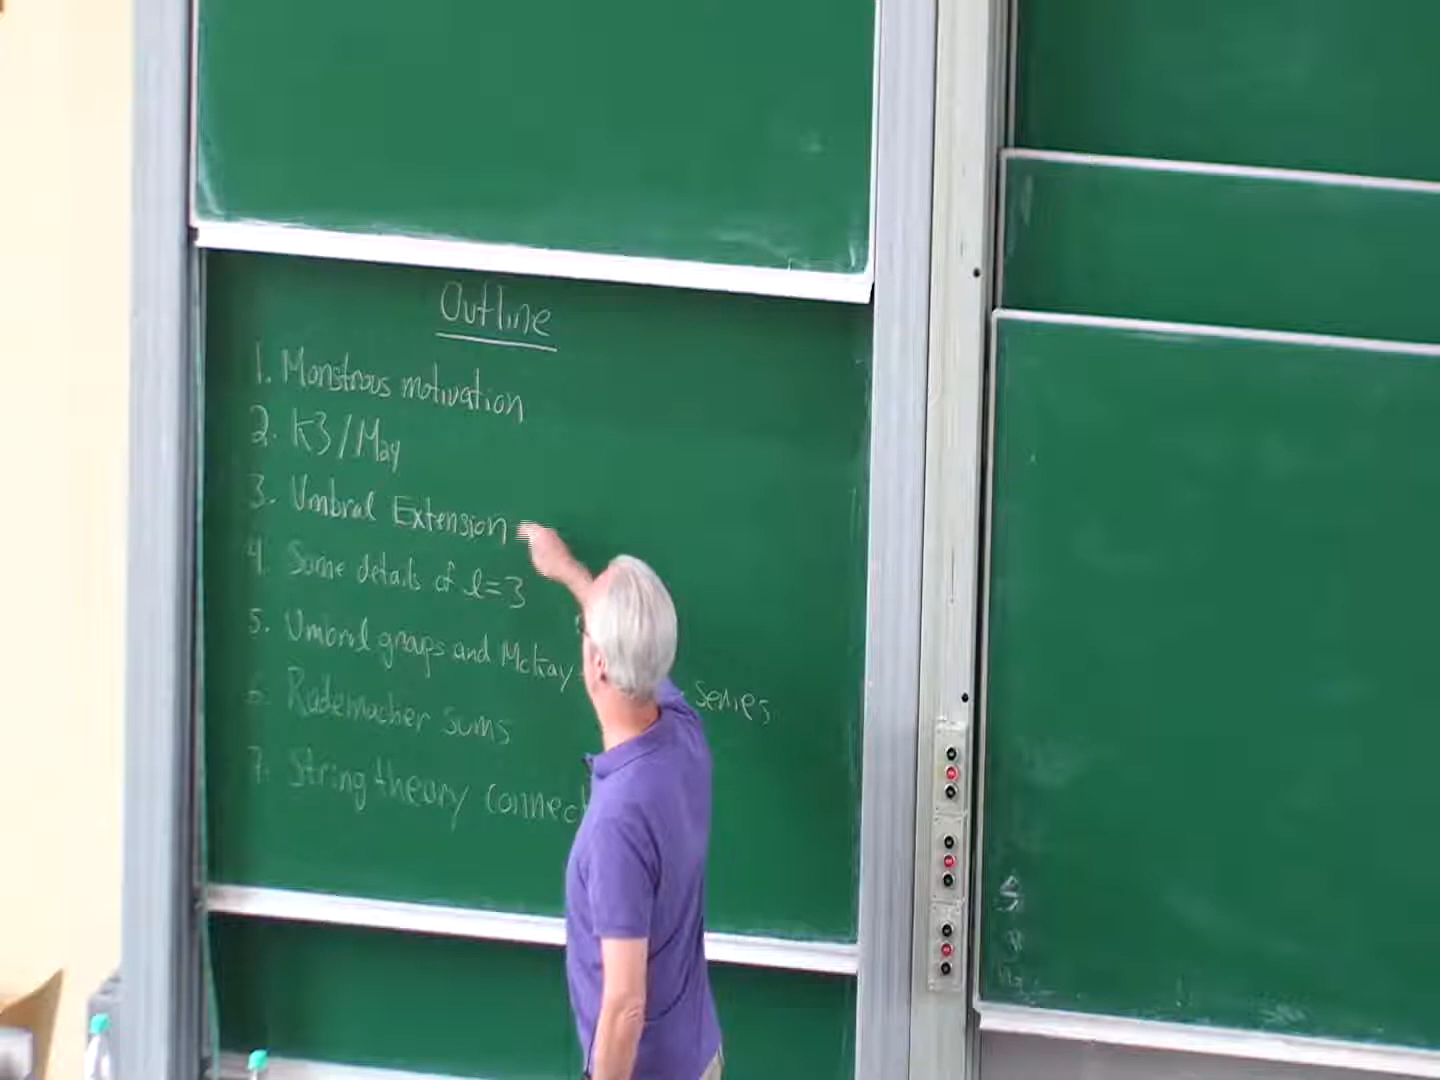 Outline
1. Monstrous motivation
2. K3/M24
3. Umbral Extension
4. Some details of l=3
5. Umbral groups and McKay- series
6. Rademacher sums
7. String theory connect